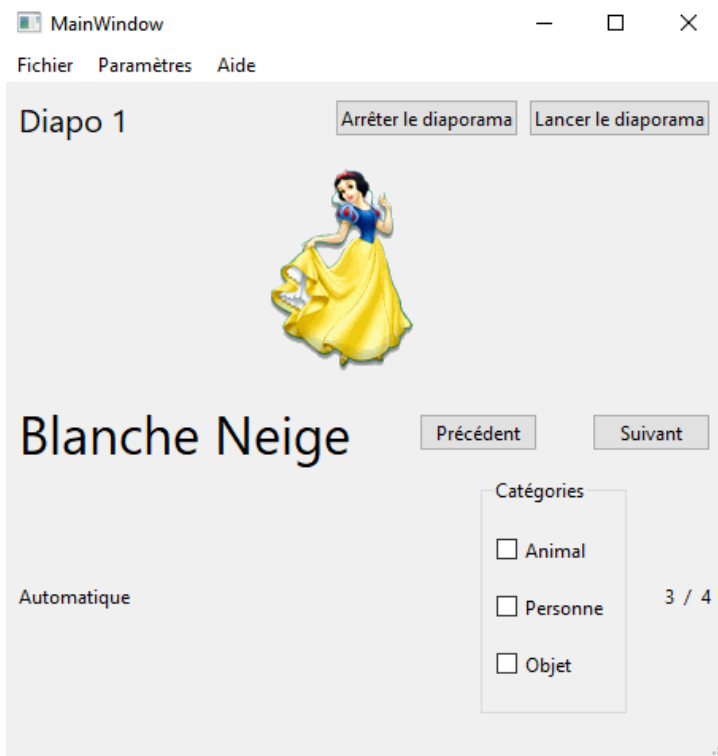 MainWindow
Fichier Paramètres Aide
Diapo 1
Arrêter le diaporama
Lancer le diaporama
Blanche Neige
Précédent
Suivant
Catégories
Animal
Automatique
Personne
3 / 4
Objet